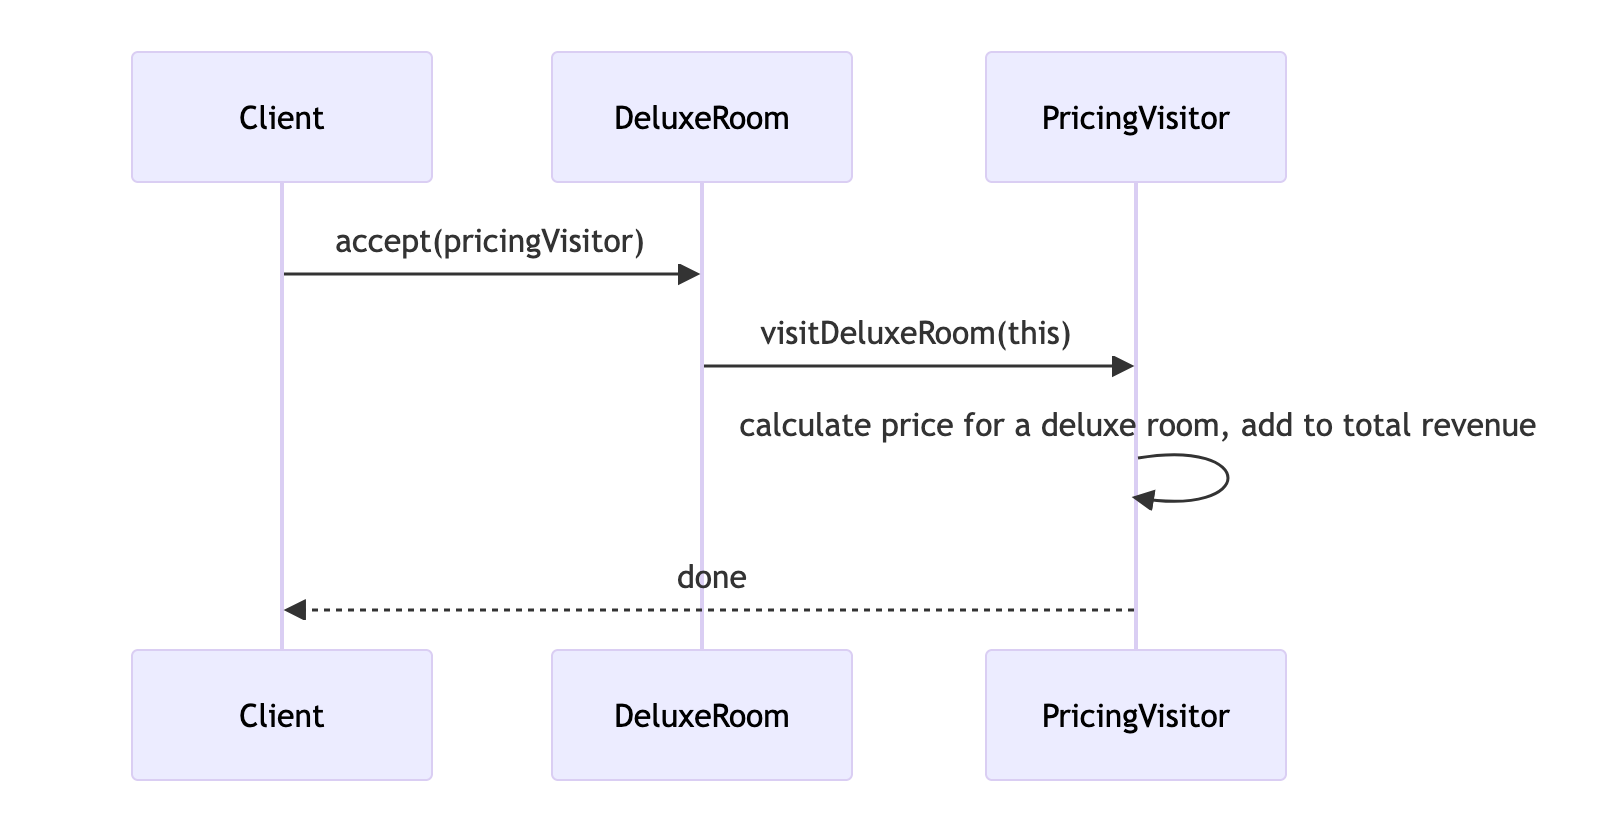 Client
DeluxeRoom
PricingVisitor
accept(pricingVisitor)
visitDeluxeRoom(this)
calculate price for a deluxe room, add to total revenue
done
Client
DeluxeRoom
PricingVisitor